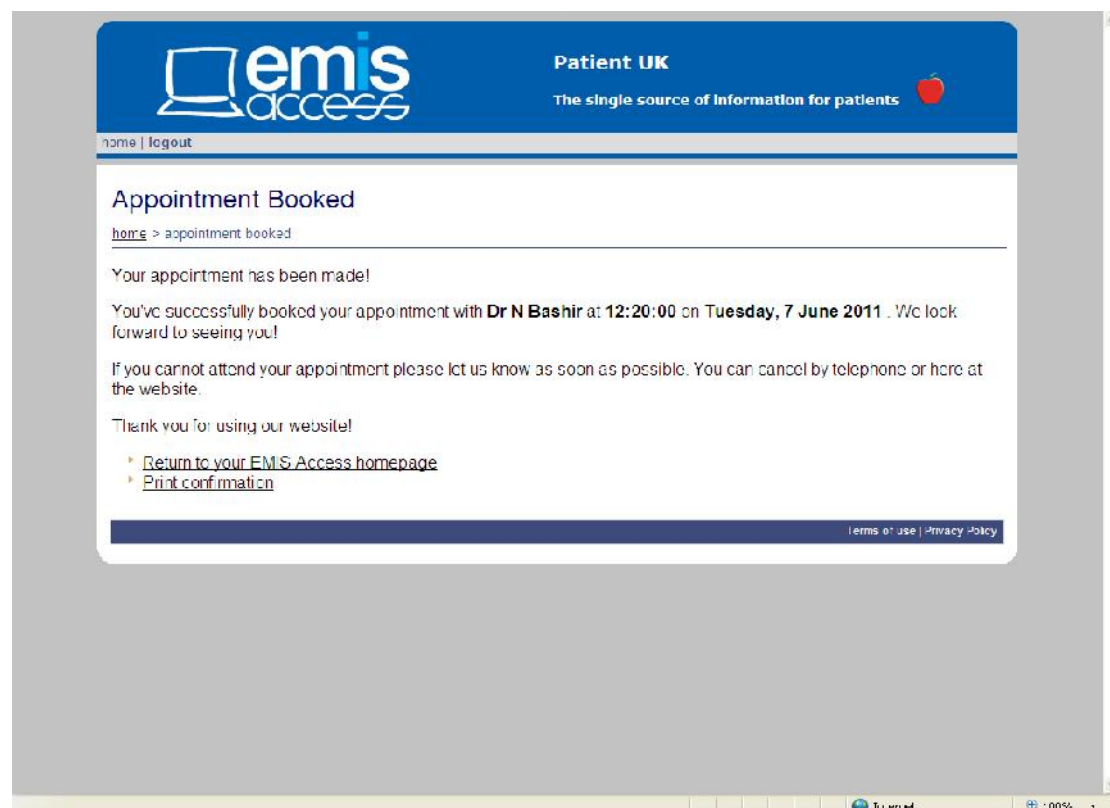 emis
access
Patient UK
The single source of information for patients
home | logout
Appointment Booked
home > appointment booked
Your appointment has been made!
You've successfully booked your appointment with Dr N Bashir at 12:20:00 on Tuesday, 7 June 2011 . We look
forward to seeing you!
If you cannot attend your appointment please let us know as soon as possible. You can cancel by telephone or here at
the website.
Thank you for using our website!
Return to your EMIS Access homepage
Print confirmation
Terms of use | Privacy Policy
100%